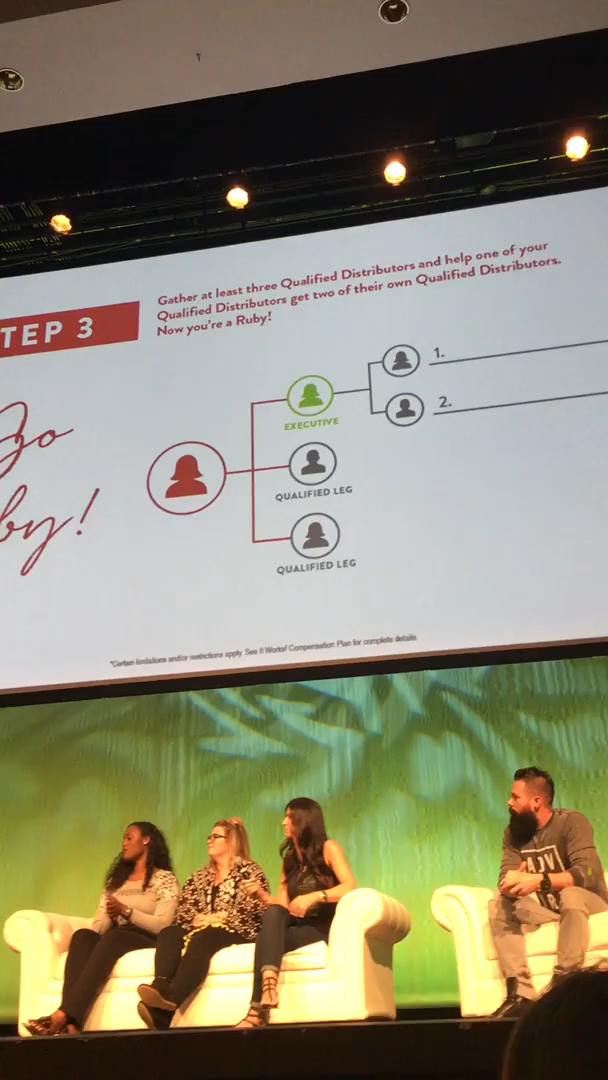 TEP 3
Gather at least three Qualified Distributors and help one of your
Qualified Distributors get two of their own Qualified Distributors.
Now you're a Ruby!
Go
by!
EXECUTIVE
1.
2.
QUALIFIED LEG
QUALIFIED LEG
*Certain limitations and/or restrictions apply. See It Works! Compensation Plan for complete details.